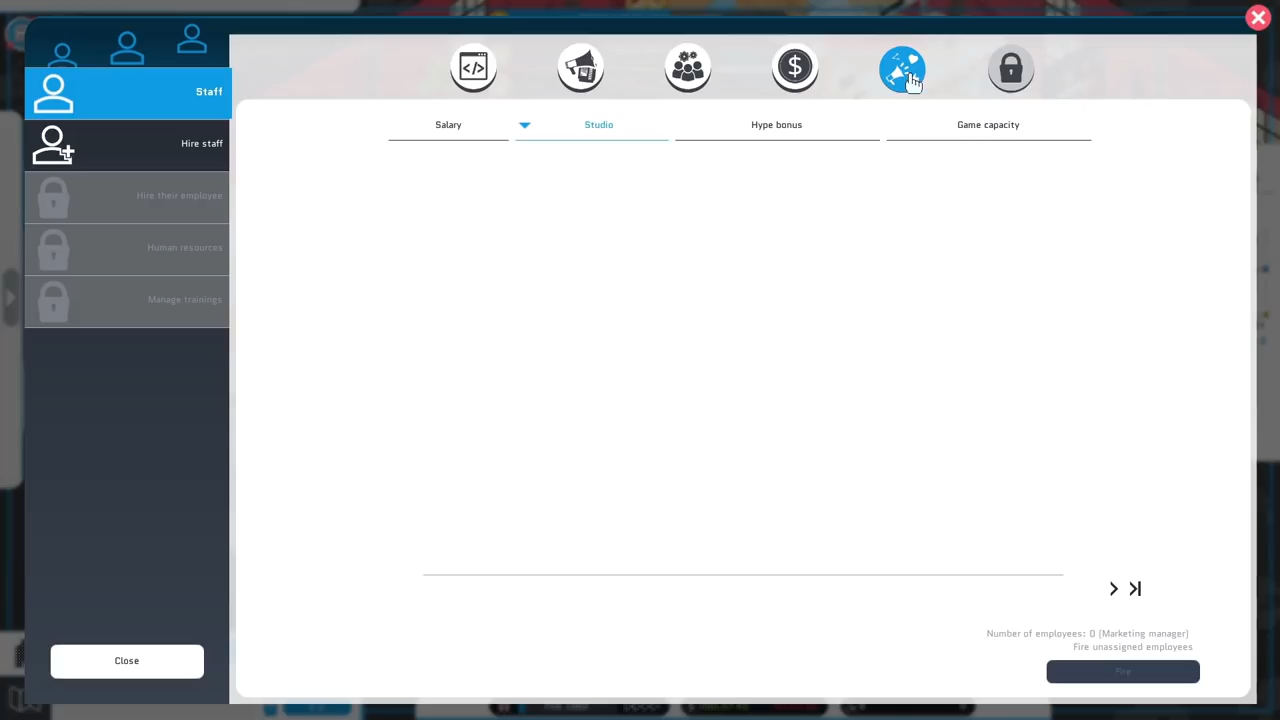 Staff
Hire staff
Hire their employee
Human resources
Manage trainings
Close
Salary
Studio
Hype bonus
Game capacity
Number of employees: 0 (Marketing manager)
Fire unassigned employees
Fire